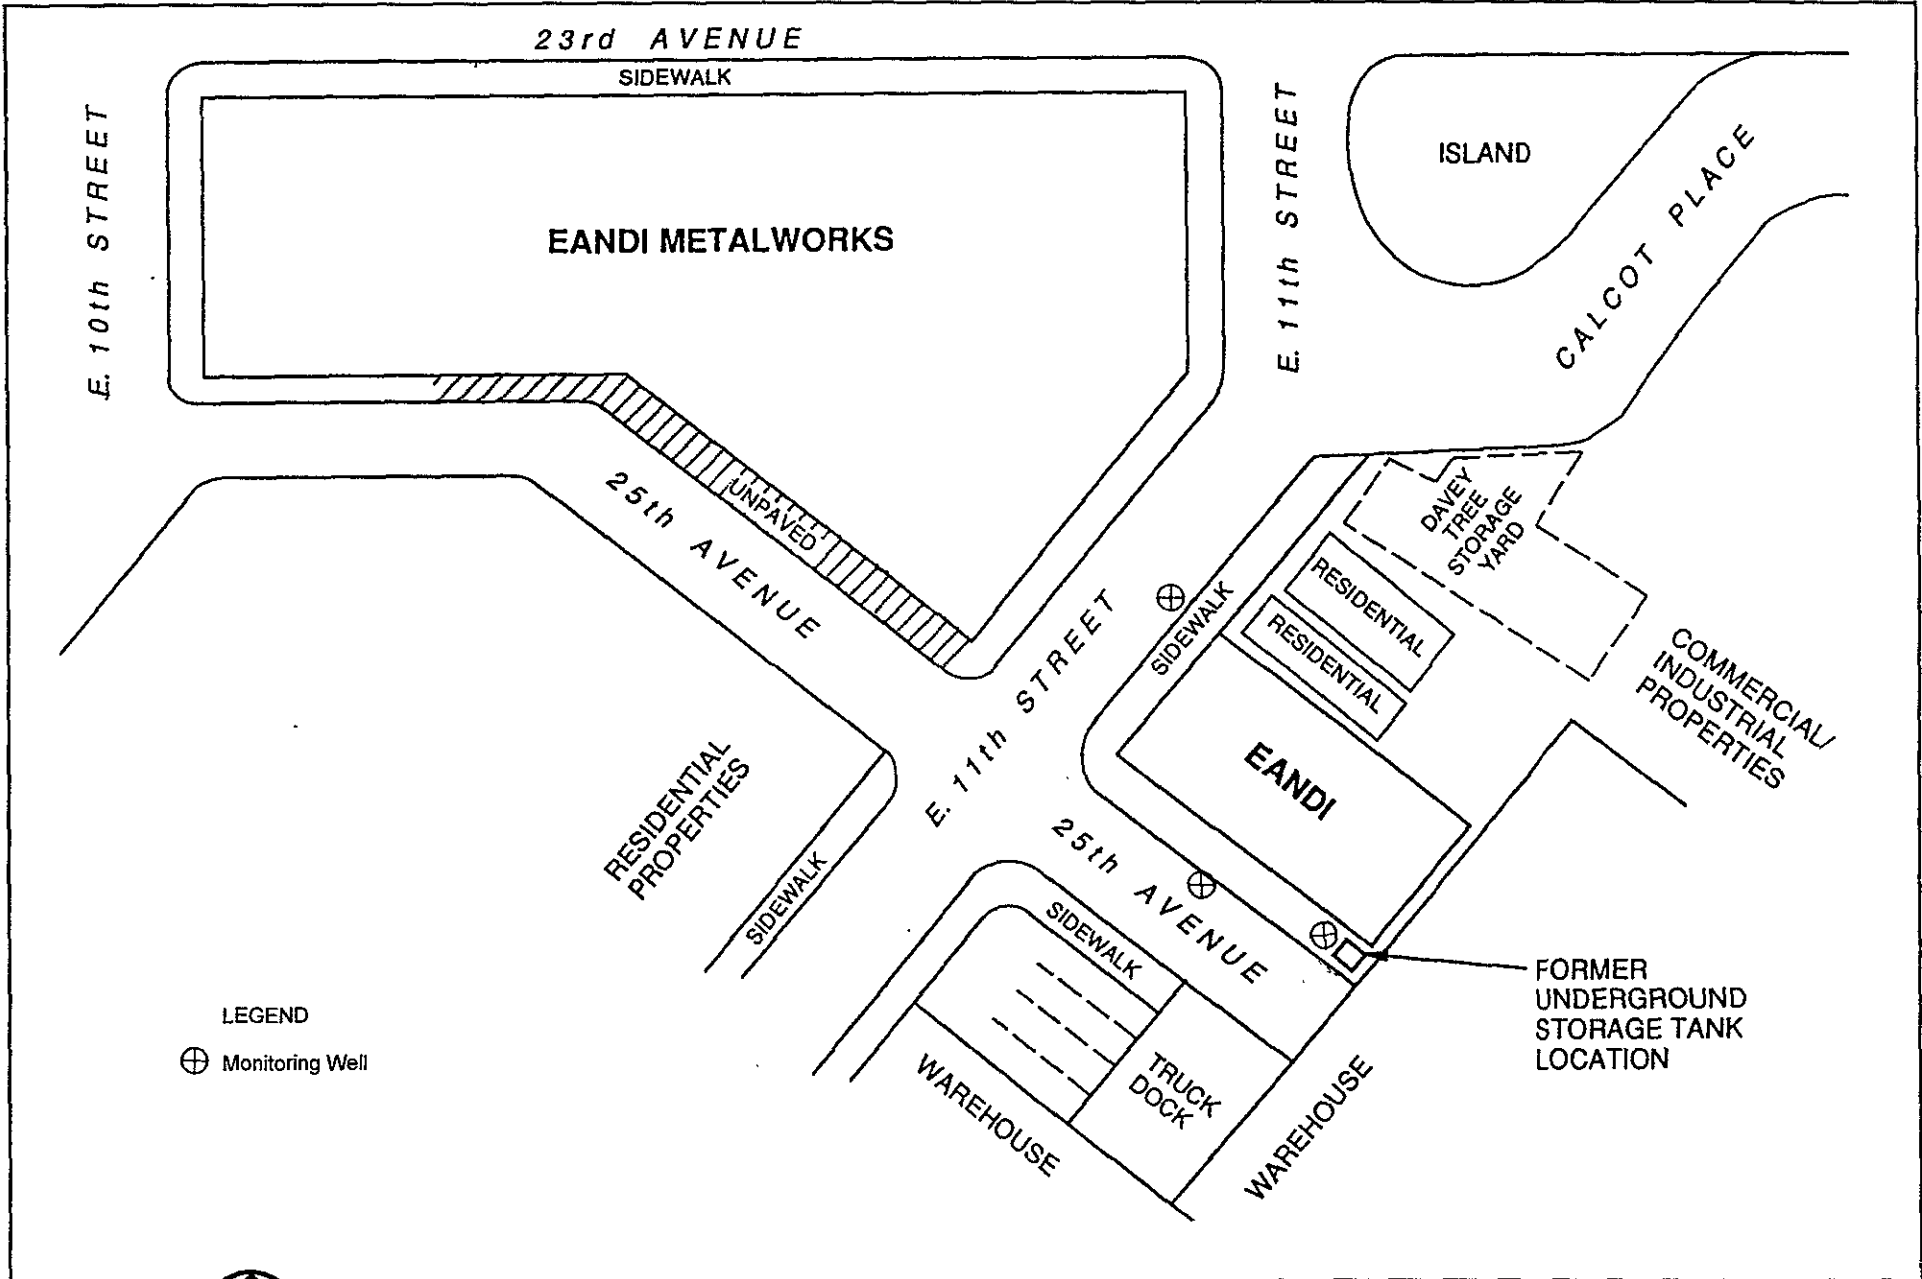 23rd AVENUE
SIDEWALK
E. 10th STREET
EANDI METALWORKS
E. 11th STREET
ISLAND
CALCOT PLACE
25th AVENUE
UNPAVED
DAVEY
TREE
STORAGE
YARD
RESIDENTIAL
RESIDENTIAL
SIDEWALK
E. 11th STREET
COMMERCIAL/
INDUSTRIAL
PROPERTIES
EANDI
RESIDENTIAL
PROPERTIES
SIDEWALK
25th AVENUE
SIDEWALK
FORMER
UNDERGROUND
STORAGE TANK
LOCATION
TRUCK
DOCK
WAREHOUSE
WAREHOUSE
LEGEND
Monitoring Well